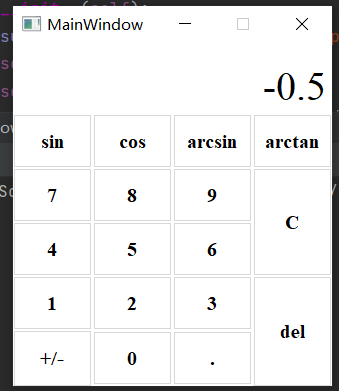 MainWindow
-0.5
sin cos arcsin arctan
7 8 9
C
4 5 6
1 2 3
del
+/- 0 .